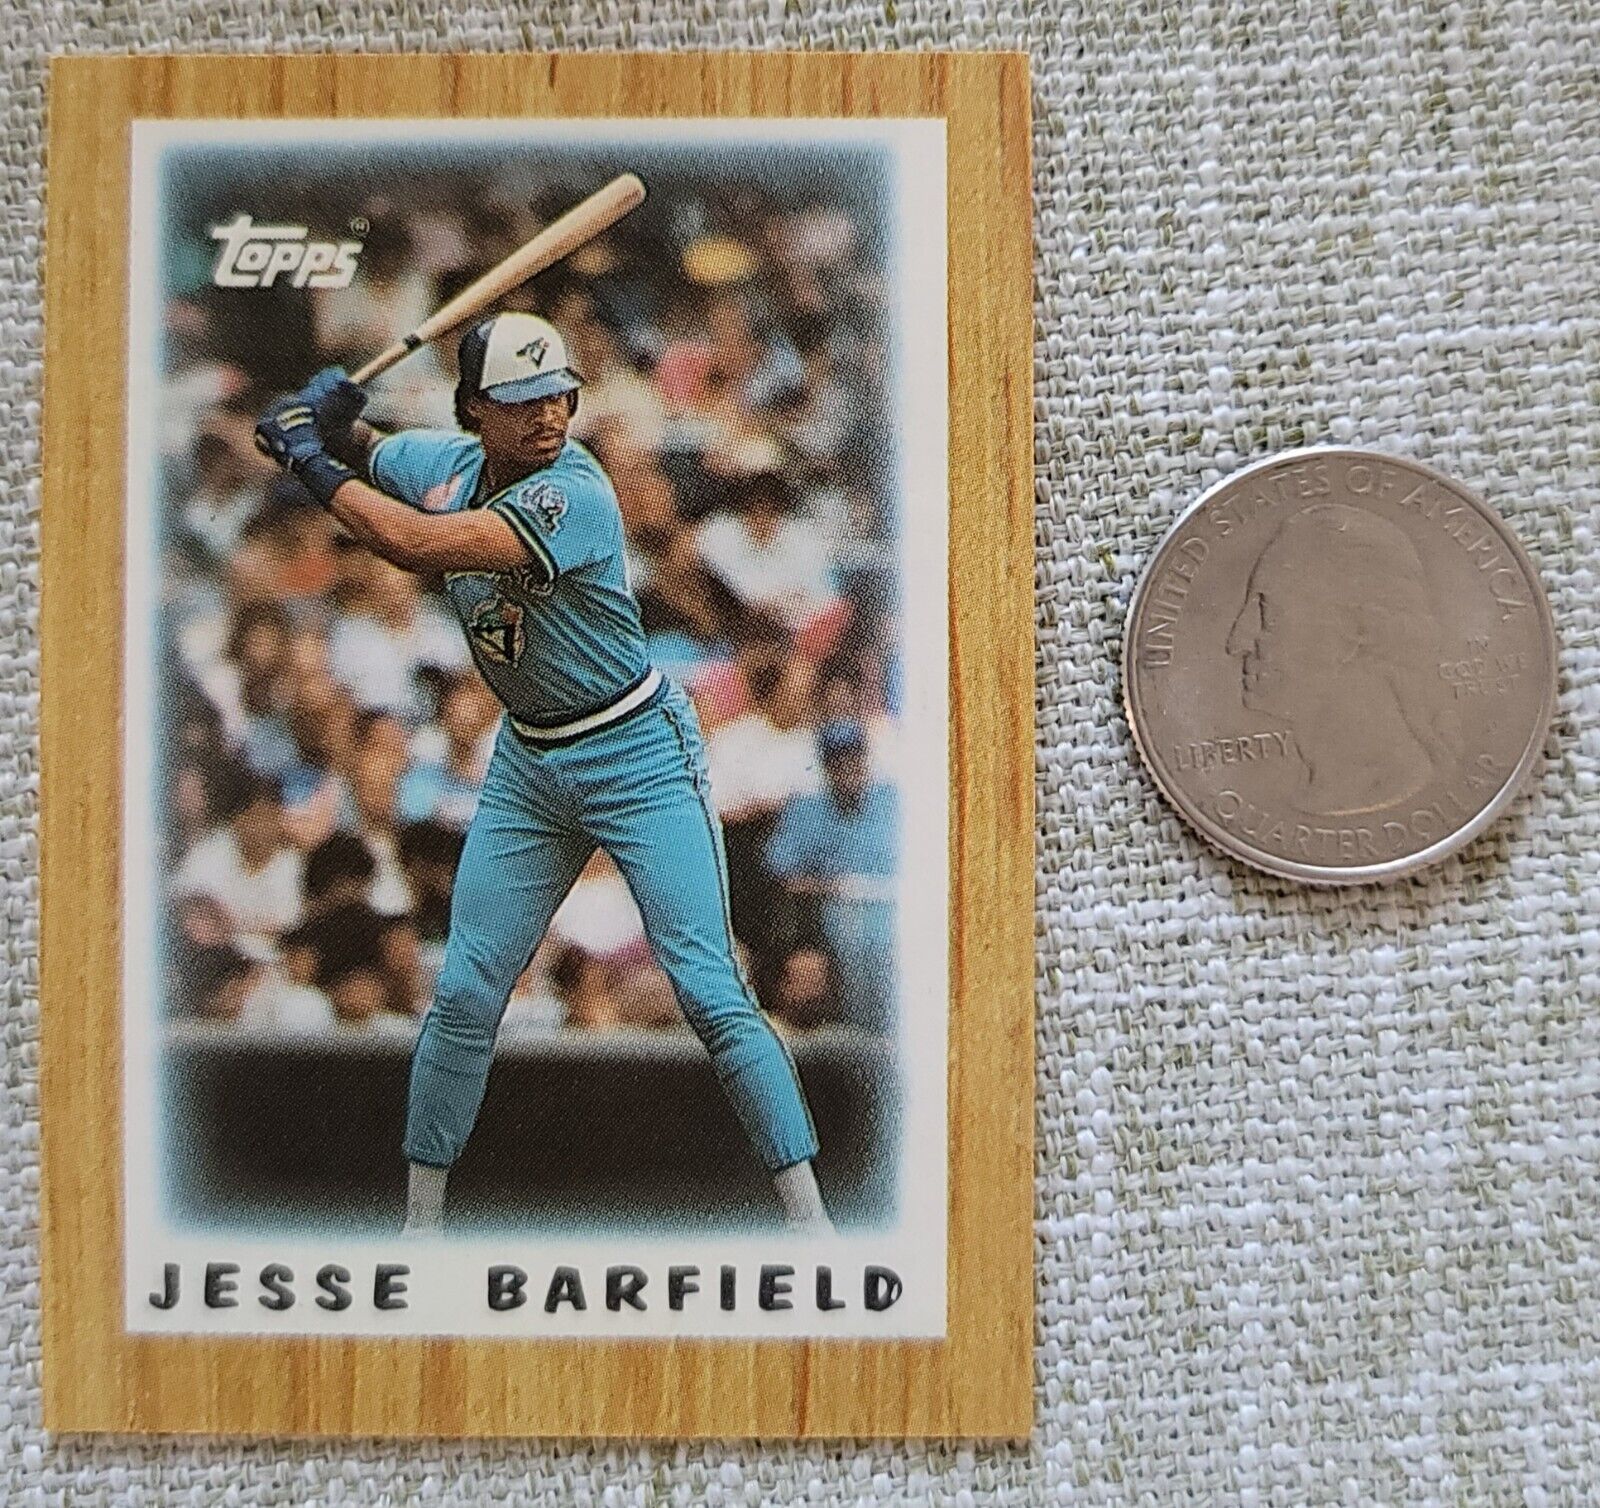 Topps®
JESSE BARFIELD
UNITED STATES OF AMERICA
LIBERTY
IN
GOD WE
TRUST
QUARTER DOLLAR